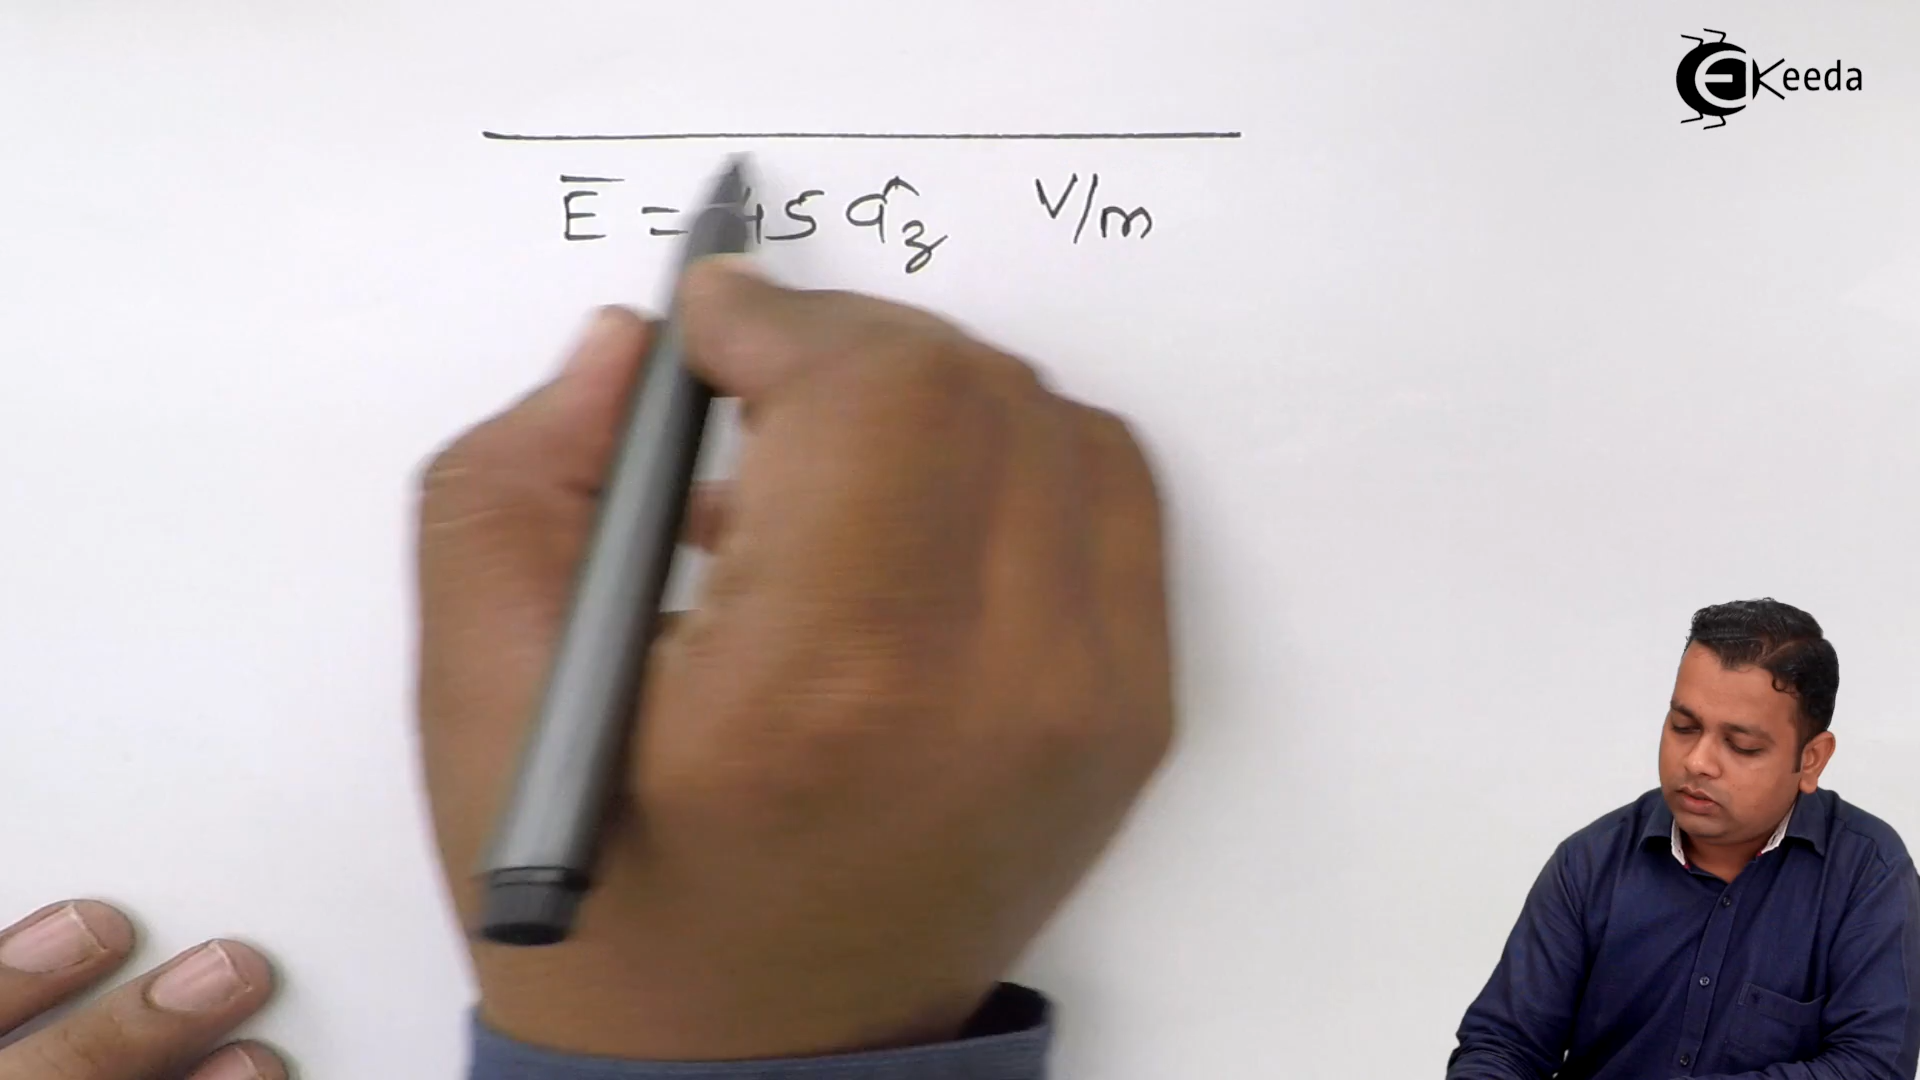 EKeeda
E̅ = 45 âz V/m